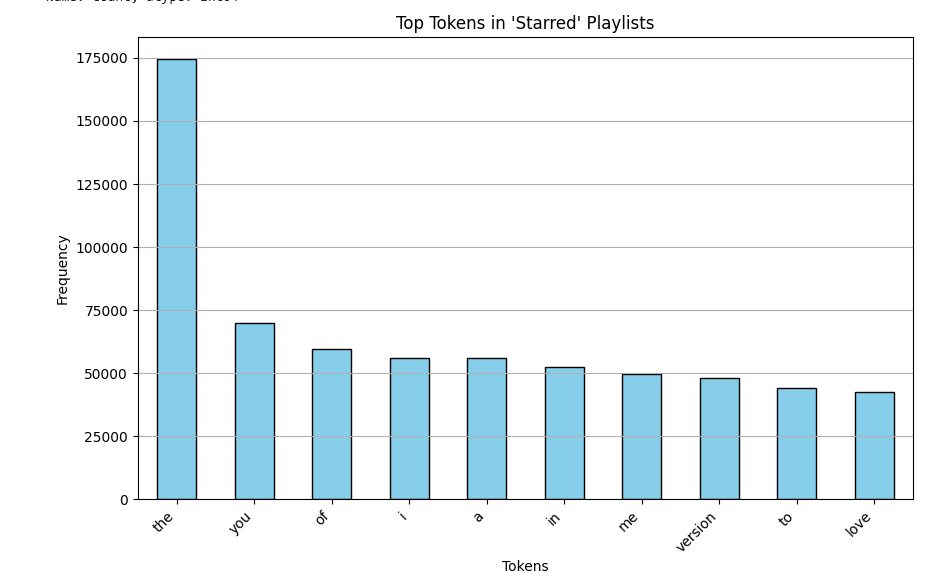 Top Tokens in 'Starred' Playlists
175000
150000
125000
100000
75000
50000
25000
0
Frequency
the you of i a in me version to love
Tokens